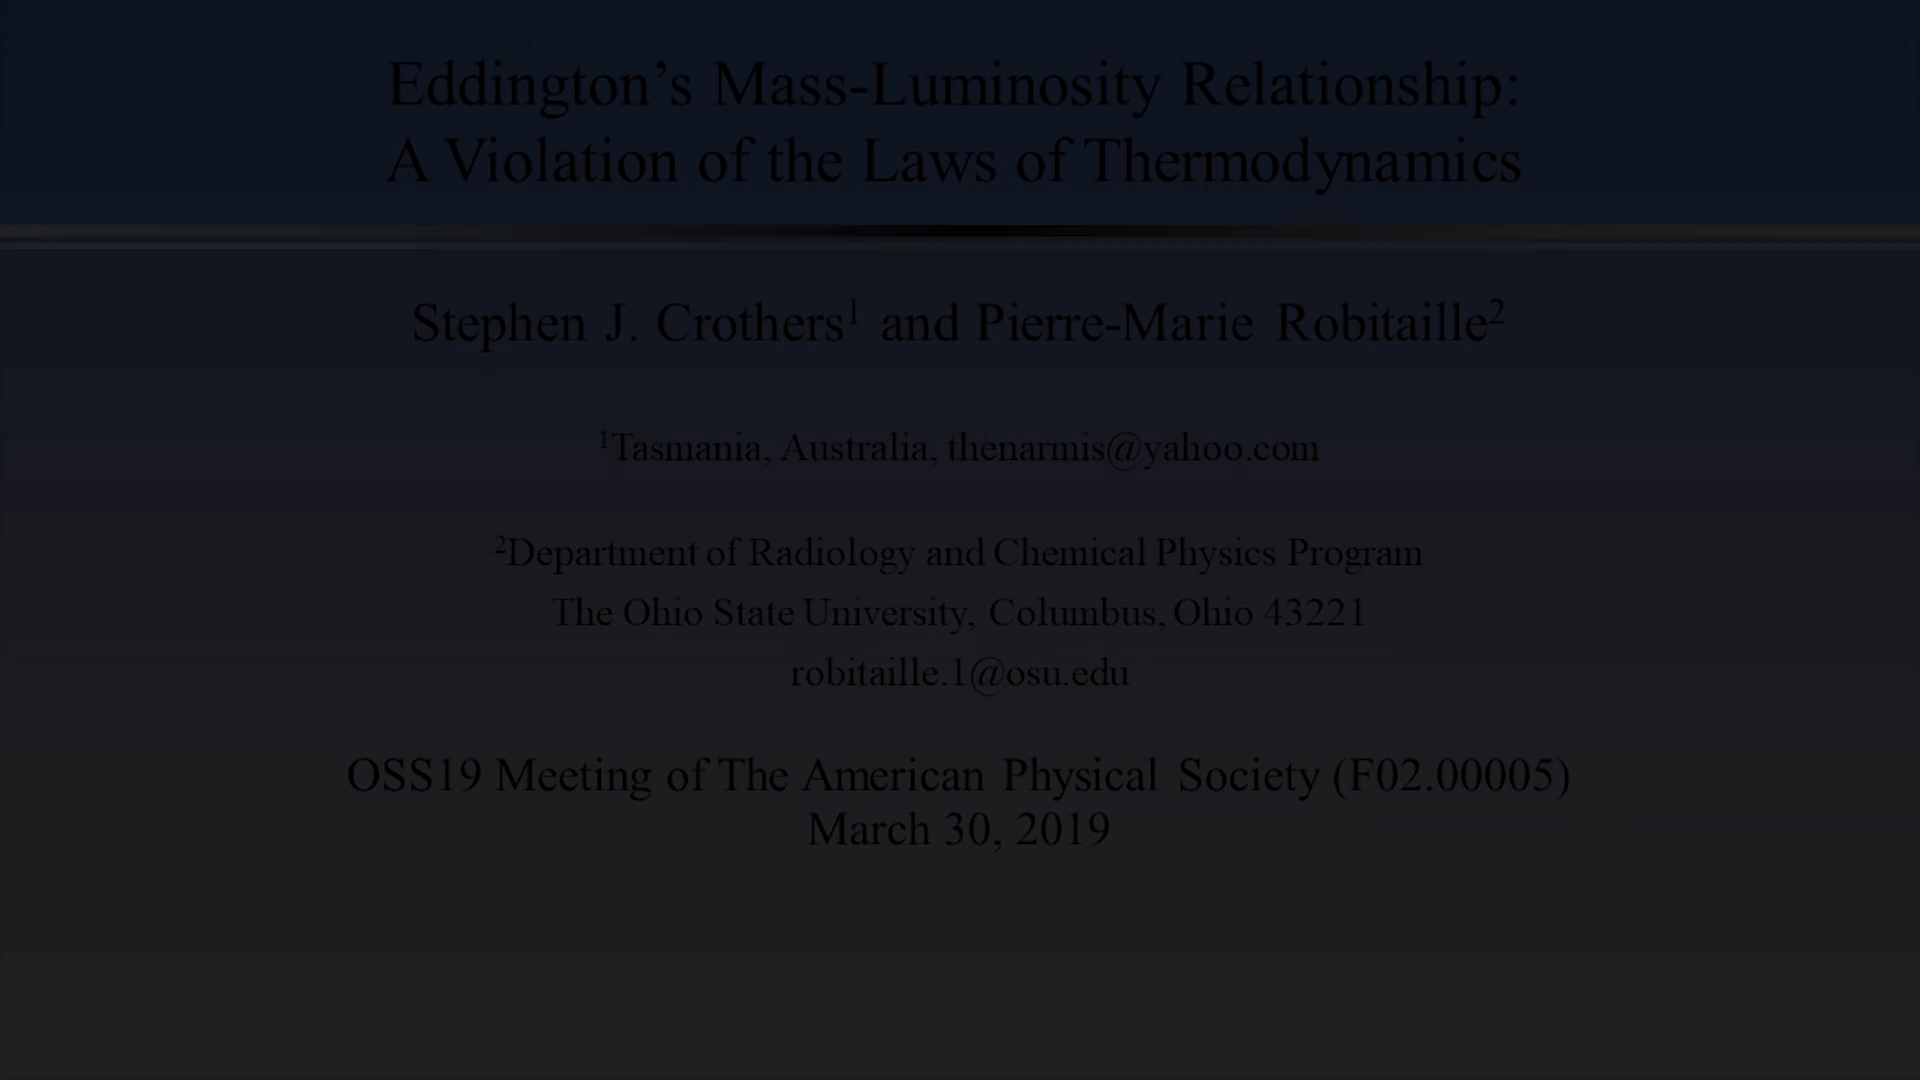 Eddington’s Mass-Luminosity Relationship:
A Violation of the Laws of Thermodynamics
Stephen J. Crothers¹ and Pierre-Marie Robitaille²
¹Tasmania, Australia, thenarmis@yahoo.com
²Department of Radiology and Chemical Physics Program
The Ohio State University, Columbus, Ohio 43221
robitaille.1@osu.edu
OSS19 Meeting of The American Physical Society (F02.00005)
March 30, 2019